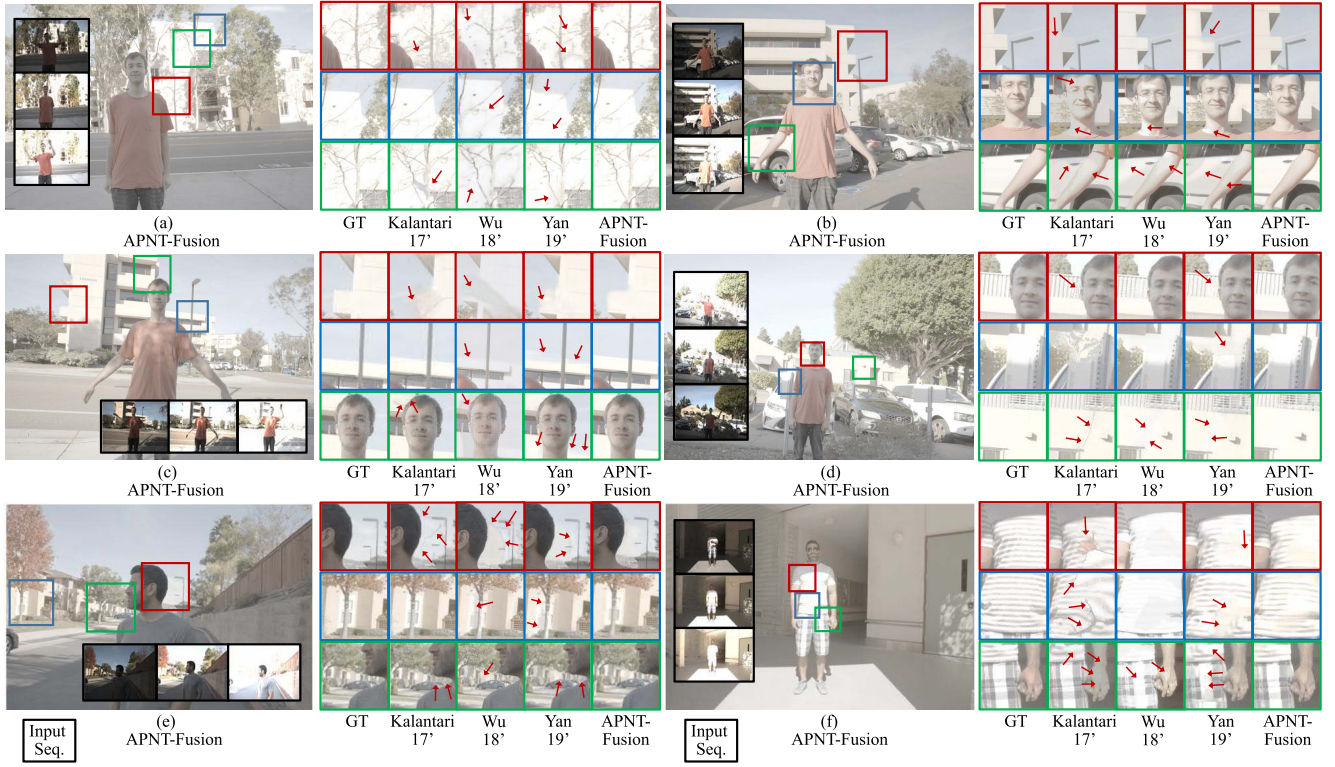 (a)
APNT-Fusion
GT
Kalantari
17’
Wu
18’
Yan
19’
APNT-
Fusion
(b)
APNT-Fusion
GT
Kalantari
17’
Wu
18’
Yan
19’
APNT-
Fusion
(c)
APNT-Fusion
GT
Kalantari
17’
Wu
18’
Yan
19’
APNT-
Fusion
(d)
APNT-Fusion
GT
Kalantari
17’
Wu
18’
Yan
19’
APNT-
Fusion
(e)
APNT-Fusion
GT
Kalantari
17’
Wu
18’
Yan
19’
APNT-
Fusion
(f)
APNT-Fusion
GT
Kalantari
17’
Wu
18’
Yan
19’
APNT-
Fusion
Input
Seq.
Input
Seq.